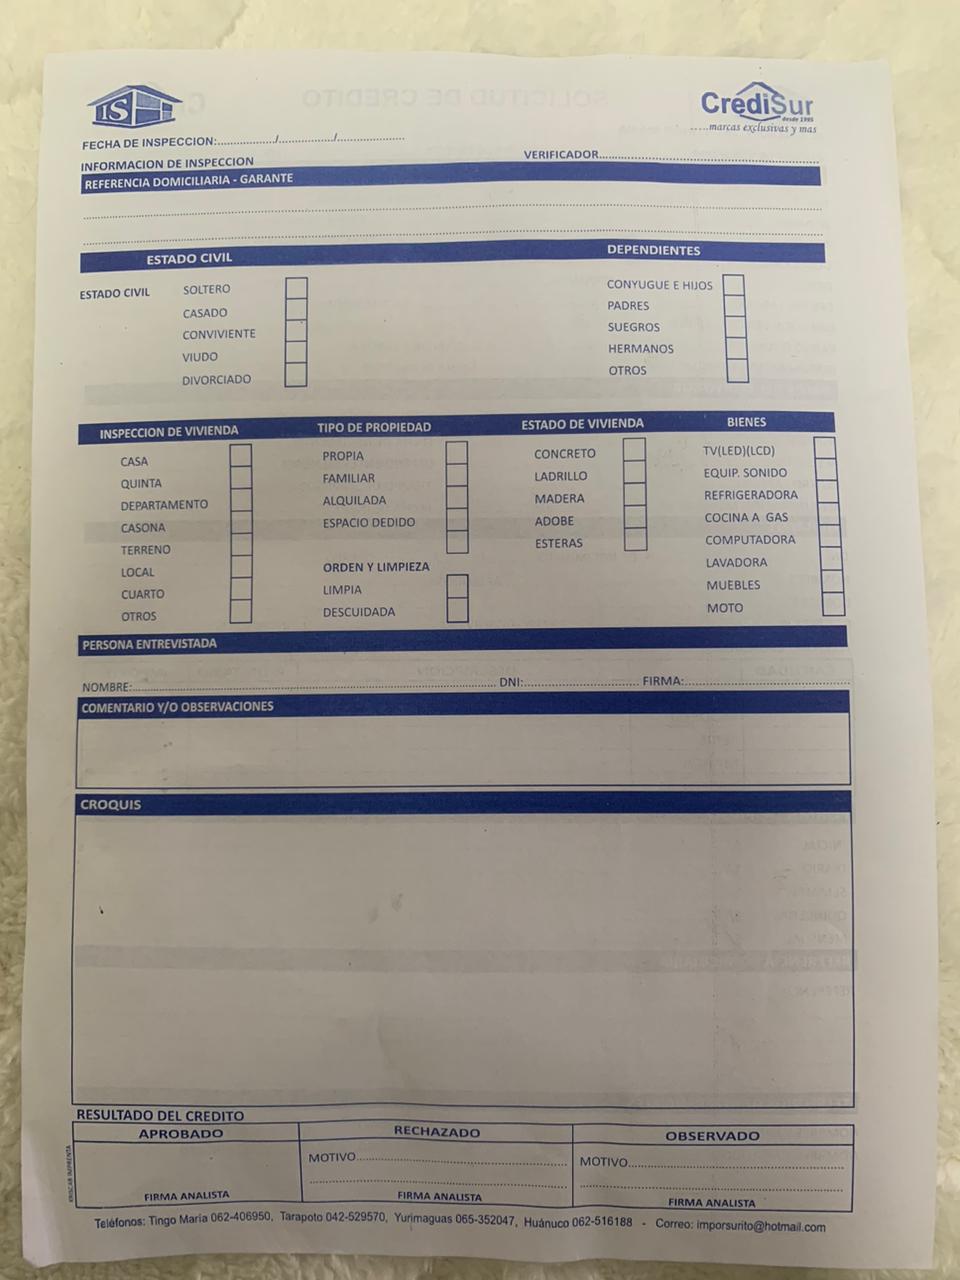 IS
CrediSur
desde 1995
.....marcas exclusivas y mas
SOLICITUD DE CREDITO
FECHA DE INSPECCION:................/................/...................
INFORMACION DE INSPECCION
VERIFICADOR..............................................................
REFERENCIA DOMICILIARIA - GARANTE
ESTADO CIVIL
DEPENDIENTES
ESTADO CIVIL
SOLTERO
CASADO
CONVIVIENTE
VIUDO
DIVORCIADO
CONYUGUE E HIJOS
PADRES
SUEGROS
HERMANOS
OTROS
INSPECCION DE VIVIENDA
CASA
QUINTA
DEPARTAMENTO
CASONA
TERRENO
LOCAL
CUARTO
OTROS
TIPO DE PROPIEDAD
PROPIA
FAMILIAR
ALQUILADA
ESPACIO DEDIDO
ORDEN Y LIMPIEZA
LIMPIA
DESCUIDADA
ESTADO DE VIVIENDA
CONCRETO
LADRILLO
MADERA
ADOBE
ESTERAS
BIENES
TV(LED)(LCD)
EQUIP. SONIDO
REFRIGERADORA
COCINA A GAS
COMPUTADORA
LAVADORA
MUEBLES
MOTO
PERSONA ENTREVISTADA
NOMBRE:.......................................... DNI:.............................. FIRMA:..........................................
COMENTARIO Y/O OBSERVACIONES
CROQUIS
RESULTADO DEL CREDITO
APROBADO
FIRMA ANALISTA
RECHAZADO
MOTIVO..........................................
FIRMA ANALISTA
OBSERVADO
MOTIVO..........................................
FIRMA ANALISTA
Teléfonos: Tingo María 062-406950, Tarapoto 042-529570, Yurimaguas 065-352047, Huánuco 062-516188 - Correo: imporsurito@hotmail.com